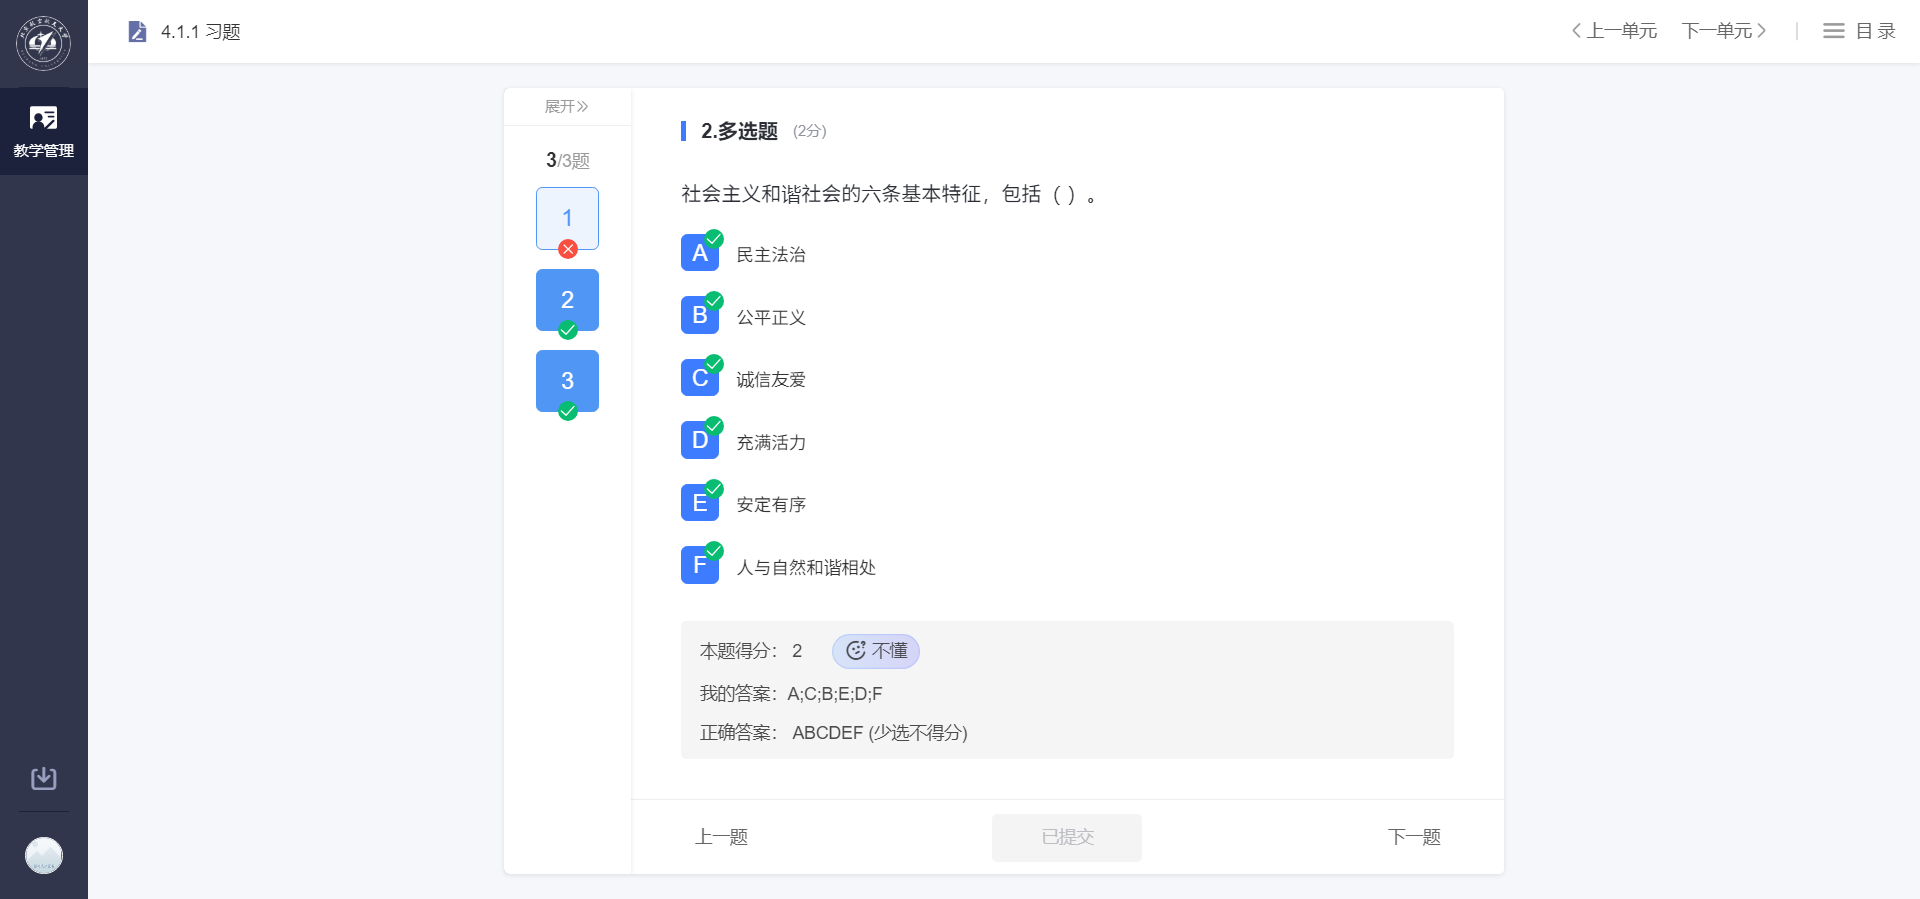 4.1.1 习题
上一单元
下一单元
目录
教学管理
展开
3/3题
1
2
3
2.多选题 (2分)
社会主义和谐社会的六条基本特征，包括（ ）。
A 民主法治
B 公平正义
C 诚信友爱
D 充满活力
E 安定有序
F 人与自然和谐相处
本题得分： 2 不懂
我的答案：A;C;B;E;D;F
正确答案： ABCDEF (少选不得分)
上一题
已提交
下一题